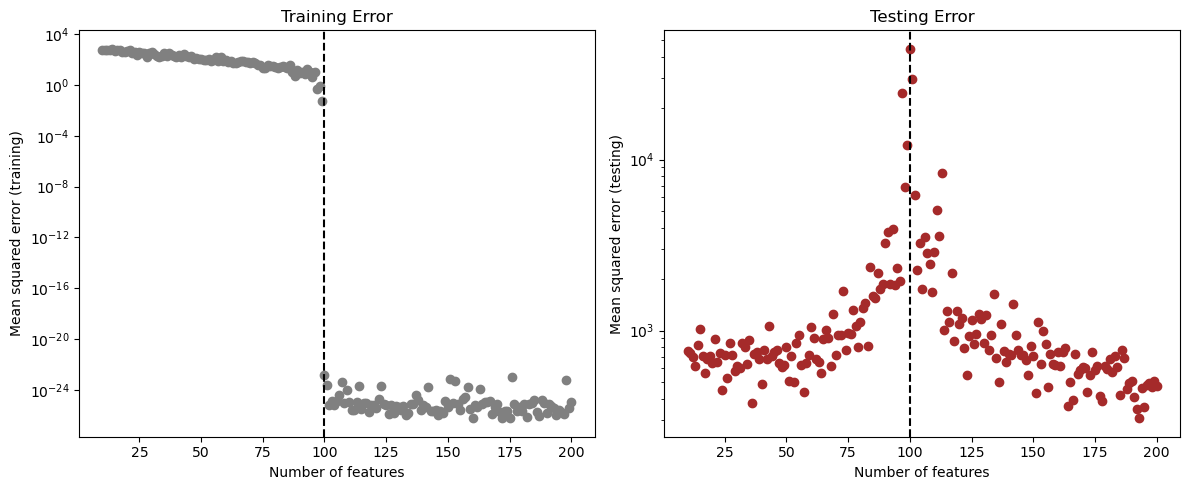 Training Error
Mean squared error (training)
10^4
10^0
10^−4
10^−8
10^−12
10^−16
10^−20
10^−24
25 50 75 100 125 150 175 200
Number of features
Testing Error
Mean squared error (testing)
10^4
10^3
25 50 75 100 125 150 175 200
Number of features